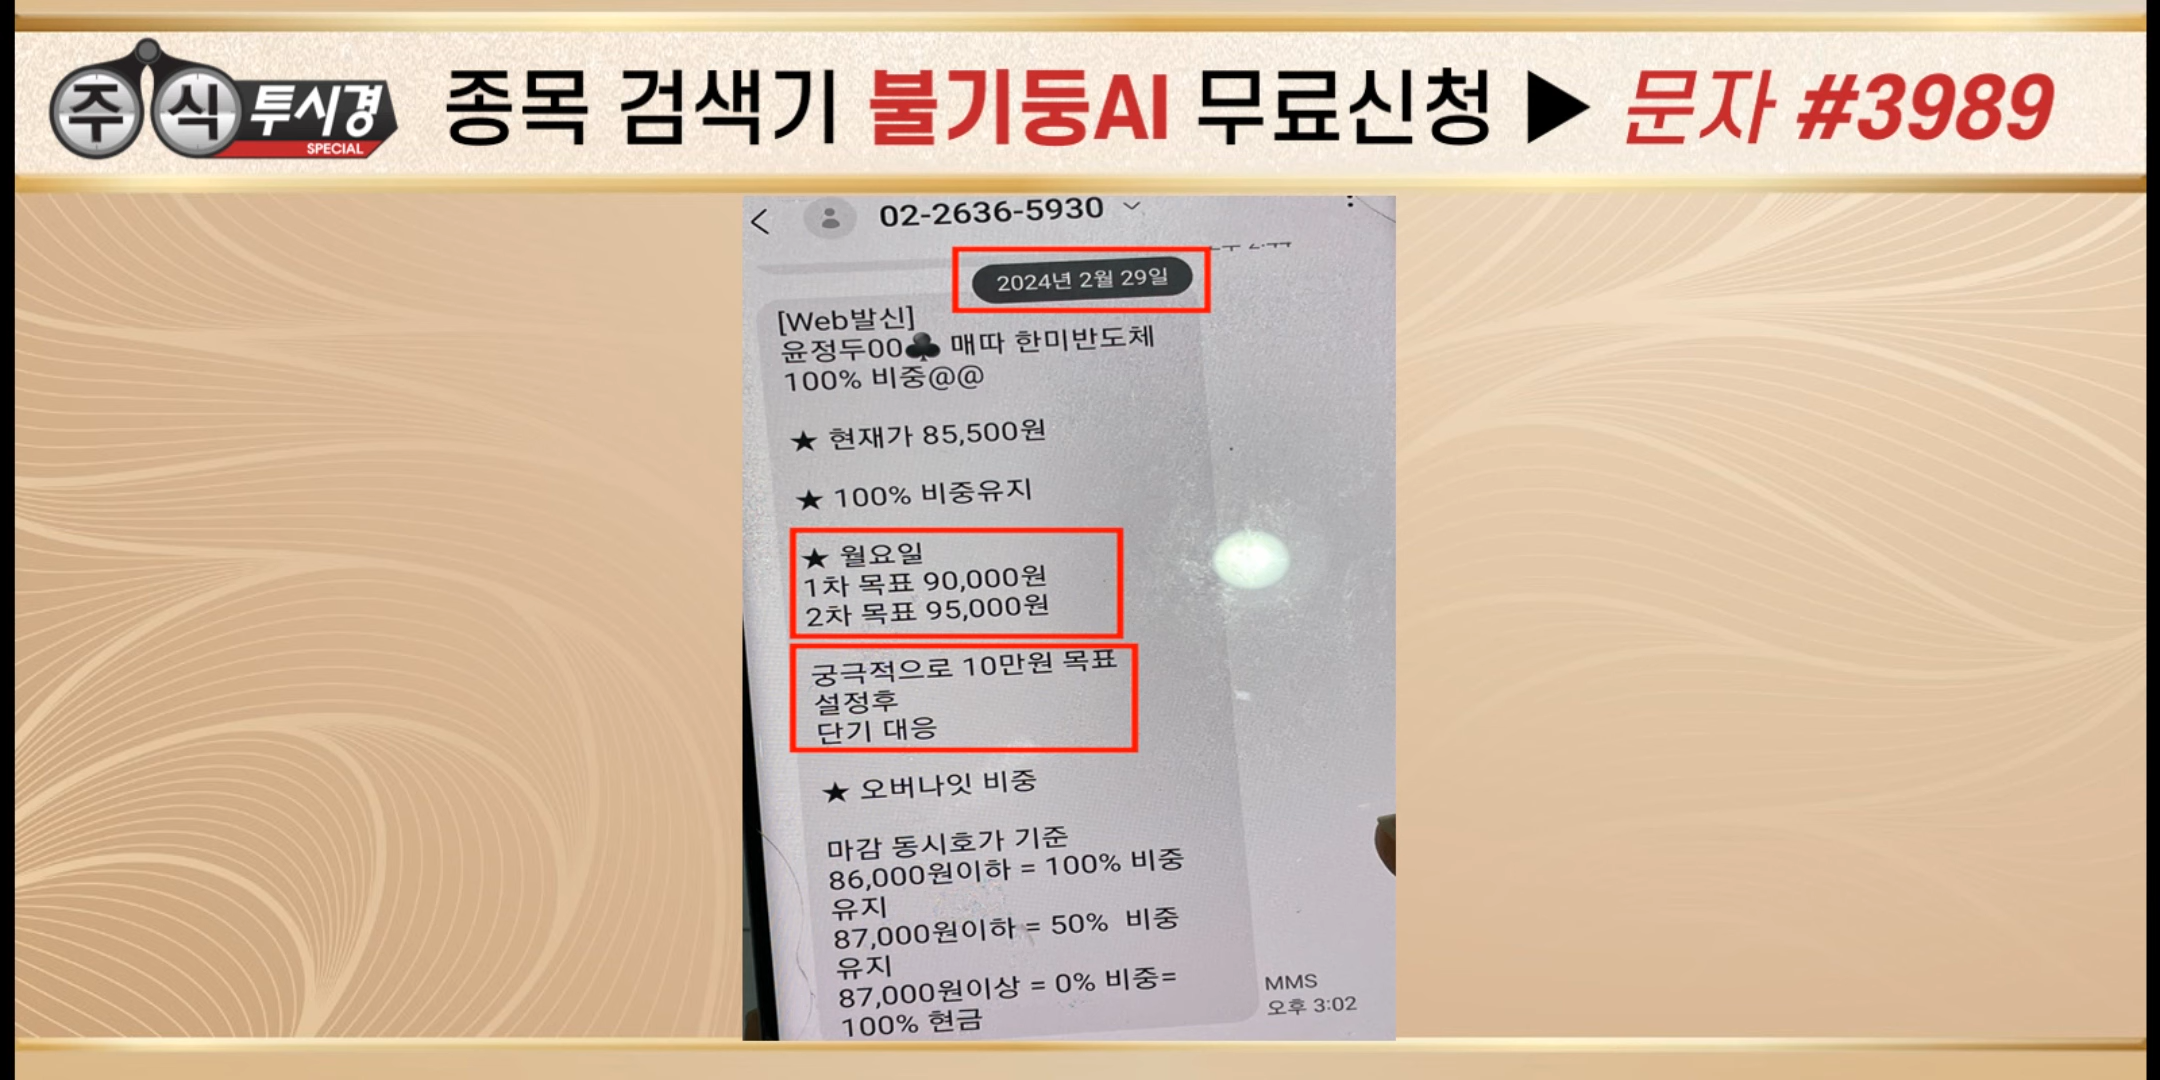 주식 투시경
SPECIAL
종목 검색기 불기둥AI 무료신청 ▶ 문자 #3989
02-2636-5930
2024년 2월 29일
[Web발신]
윤정두00♣ 매따 한미반도체
100% 비중@@
★ 현재가 85,500원
★ 100% 비중유지
★ 월요일
1차 목표 90,000원
2차 목표 95,000원
궁극적으로 10만원 목표
설정후
단기 대응
★ 오버나잇 비중
마감 동시호가 기준
86,000원이하 = 100% 비중
유지
87,000원이하 = 50% 비중
유지
87,000원이상 = 0% 비중=
100% 현금
MMS
오후 3:02